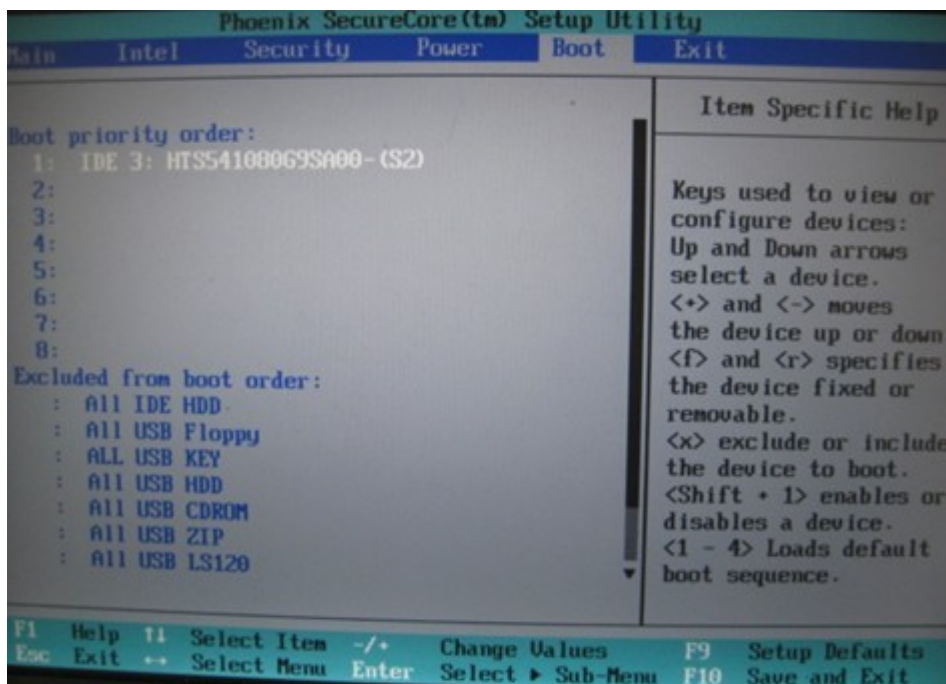 Phoenix SecureCore(tm) Setup Utility
Main Intel Security Power Boot Exit
Boot priority order:
1: IDE 3: HTS541080G9SA00-(S2)
2:
3:
4:
5:
6:
7:
8:
Excluded from boot order:
: All IDE HDD
: All USB Floppy
: ALL USB KEY
: All USB HDD
: All USB CDROM
: All USB ZIP
: All USB LS120
Item Specific Help
Keys used to view or
configure devices:
Up and Down arrows
select a device.
<+> and <-> moves
the device up or down
<f> and <r> specifies
the device fixed or
removable.
<x> exclude or include
the device to boot.
<Shift + 1> enables or
disables a device.
<1 - 4> Loads default
boot sequence.
F1 Help ↑↓ Select Item -/+ Change Values F9 Setup Defaults
Esc Exit ↔ Select Menu Enter Select ▶ Sub-Menu F10 Save and Exit